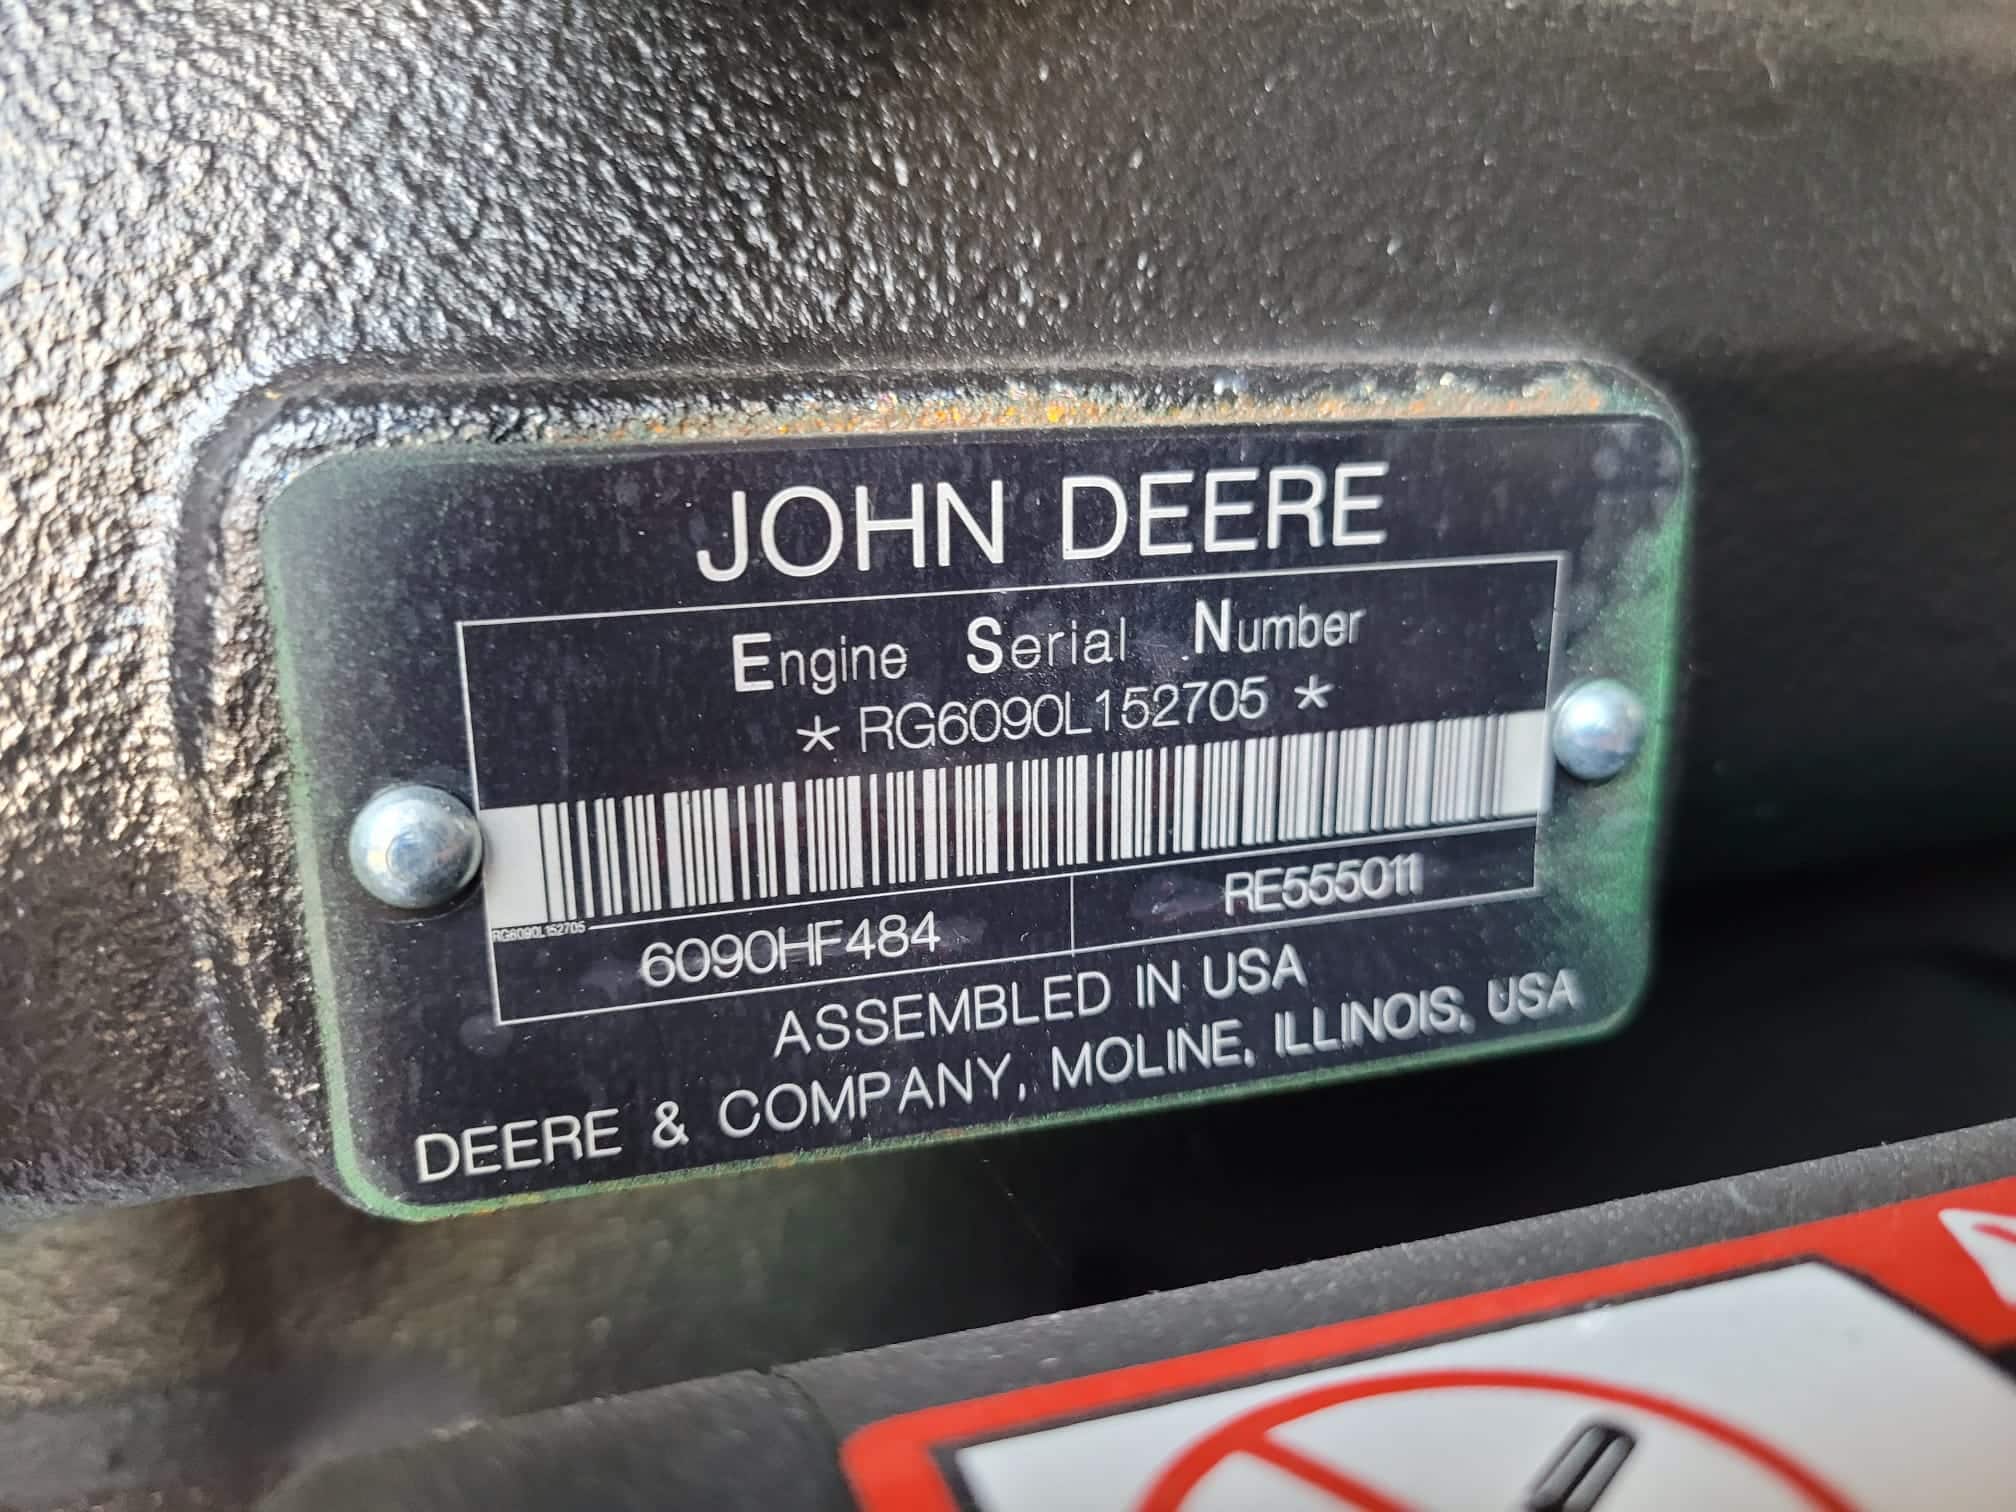 JOHN DEERE
Engine Serial Number
* RG6090L152705 *
RG6090L152705
6090HF484 RE555011
ASSEMBLED IN USA
DEERE & COMPANY, MOLINE, ILLINOIS, USA